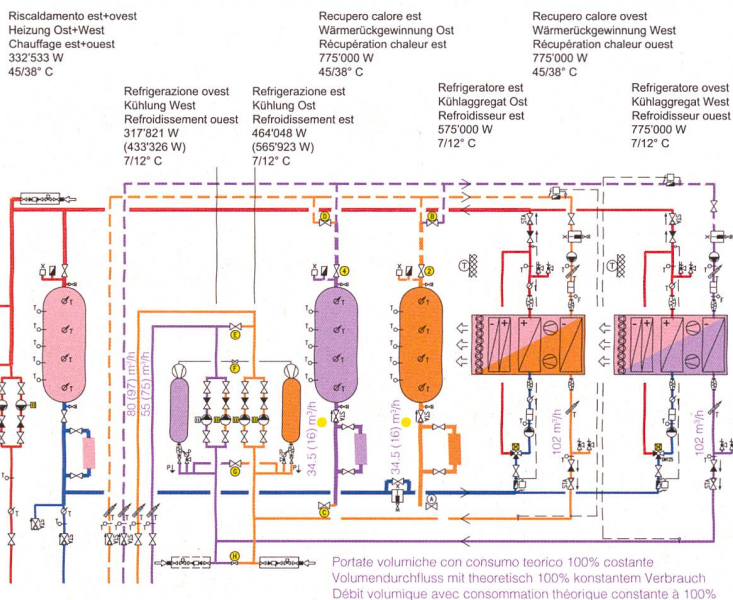 Riscaldamento est+ovest
Heizung Ost+West
Chauffage est+ouest
332'533 W
45/38° C
Recupero calore est
Wärmerückgewinnung Ost
Récupération chaleur est
775'000 W
45/38° C
Recupero calore ovest
Wärmerückgewinnung West
Récupération chaleur ouest
775'000 W
45/38° C
Refrigerazione ovest
Kühlung West
Refroidissement ouest
317'821 W
(433'326 W)
7/12° C
Refrigerazione est
Kühlung Ost
Refroidissement est
464'048 W
(565'923 W)
7/12° C
Refrigeratore est
Kühlaggregat Ost
Refroidisseur est
575'000 W
7/12° C
Refrigeratore ovest
Kühlaggregat West
Refroidisseur ouest
775'000 W
7/12° C
D
B
4
2
E
F
G
C
A
H
T
T
80 (97) m³/h
55 (75) m³/h
34.5 (16) m³/h
34.5 (16) m³/h
102 m³/h
102 m³/h
Portate volumiche con consumo teorico 100% costante
Volumendurchfluss mit theoretisch 100% konstantem Verbrauch
Débit volumique avec consommation théorique constante à 100%